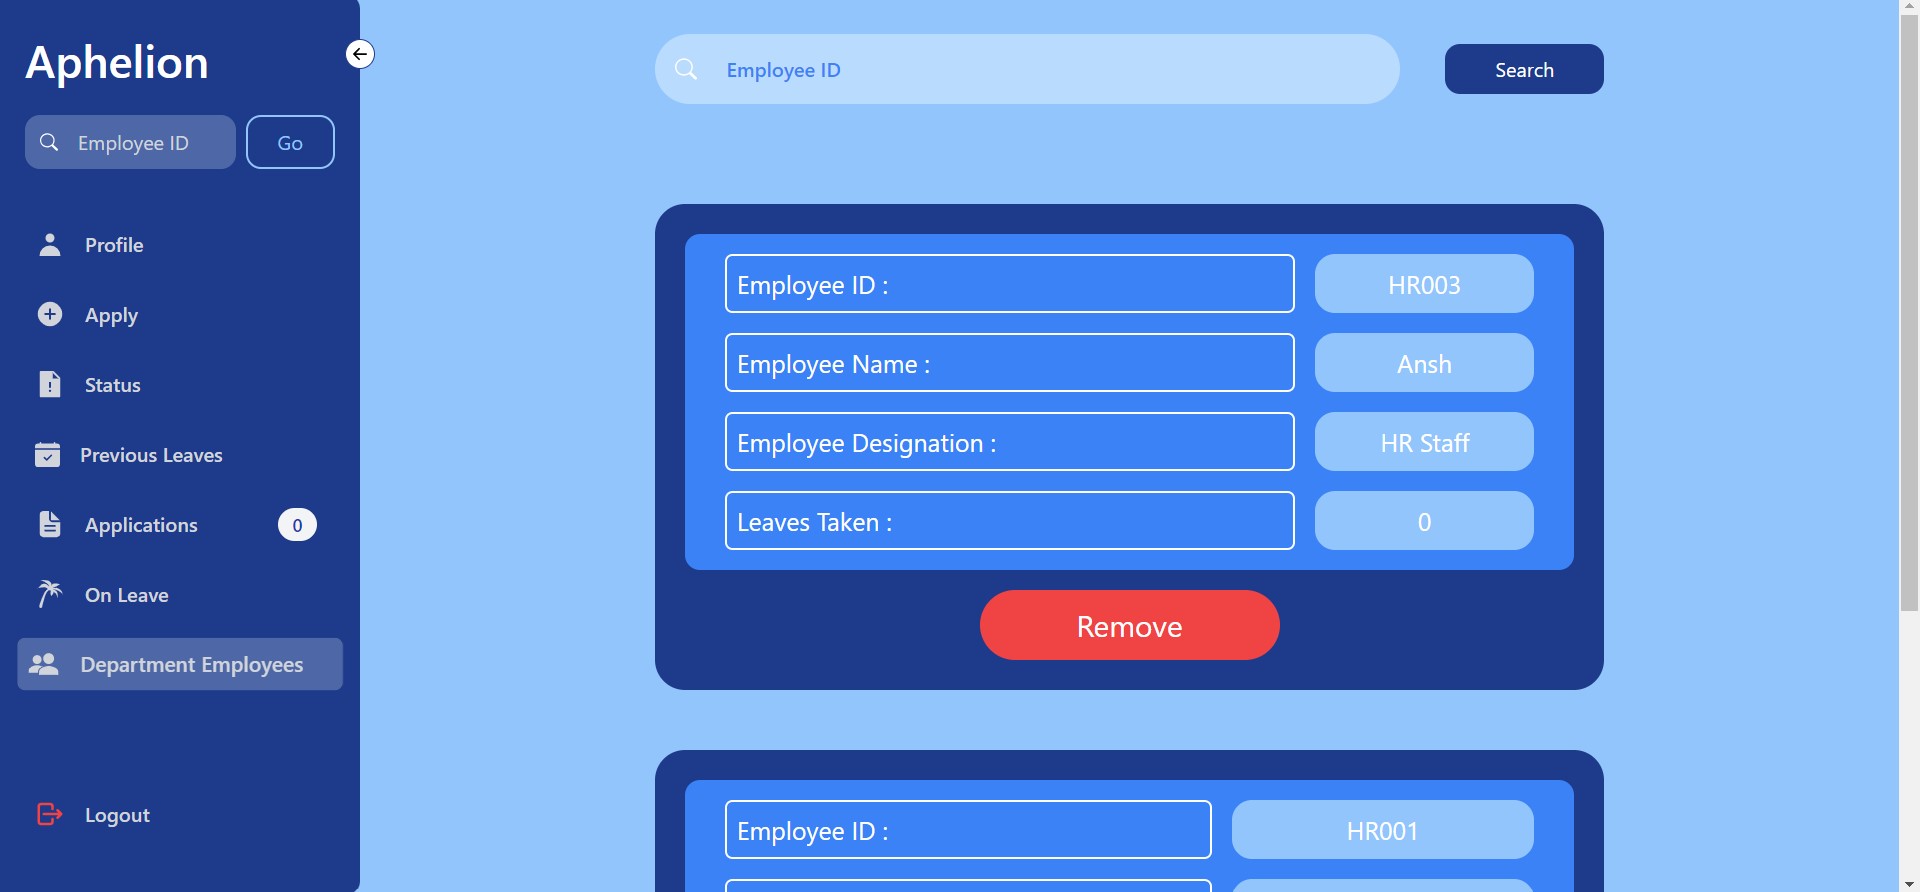 Aphelion
Employee ID
Go
Profile
Apply
Status
Previous Leaves
Applications 0
On Leave
Department Employees
Logout
Employee ID
Search
Employee ID : HR003
Employee Name : Ansh
Employee Designation : HR Staff
Leaves Taken : 0
Remove
Employee ID : HR001